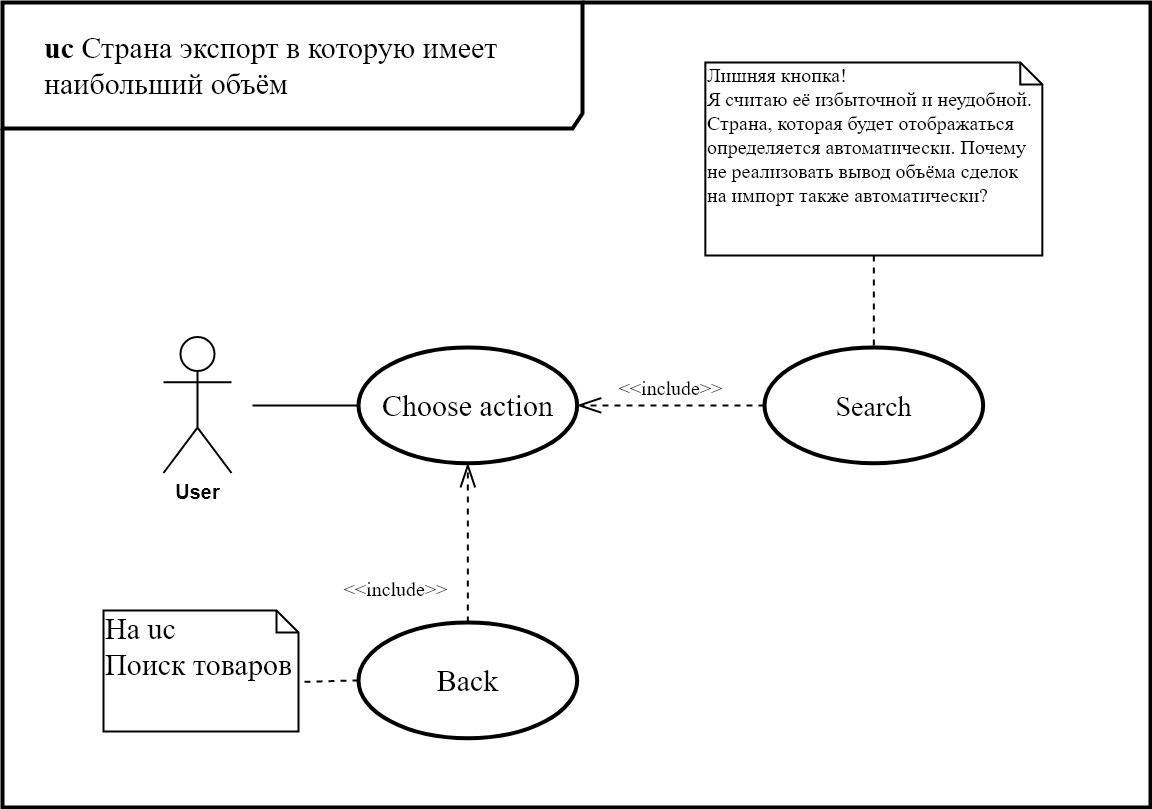 uc Страна экспорт в которую имеет
наибольший объём
Лишняя кнопка!
Я считаю её избыточной и неудобной.
Страна, которая будет отображаться
определяется автоматически. Почему
не реализовать вывод объёма сделок
на импорт также автоматически?
Choose action
<<include>>
Search
User
<<include>>
На uc
Поиск товаров
Back